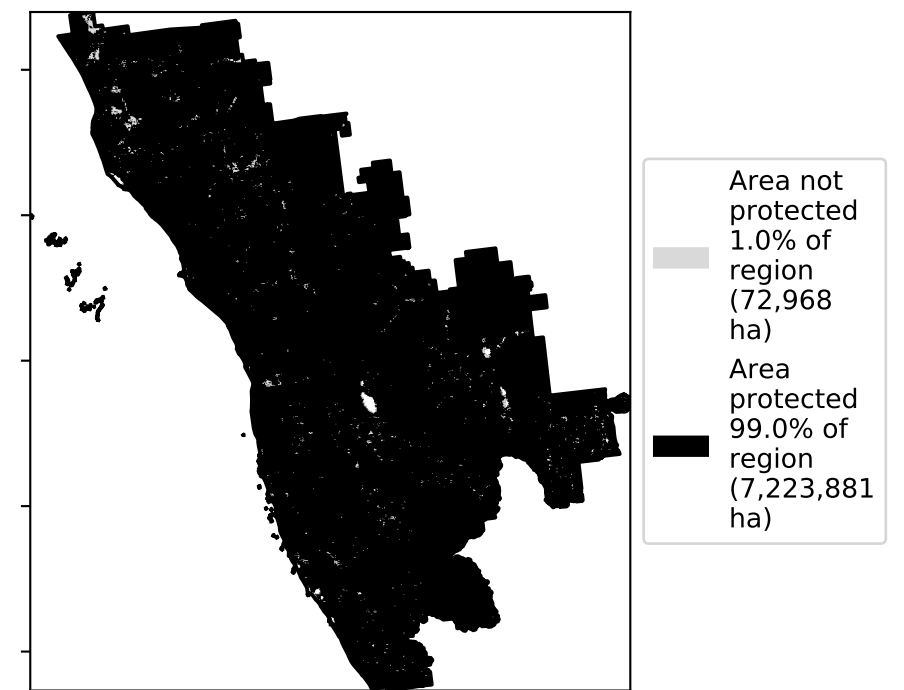 Area not
protected
1.0% of
region
(72,968
ha)
Area
protected
99.0% of
region
(7,223,881
ha)